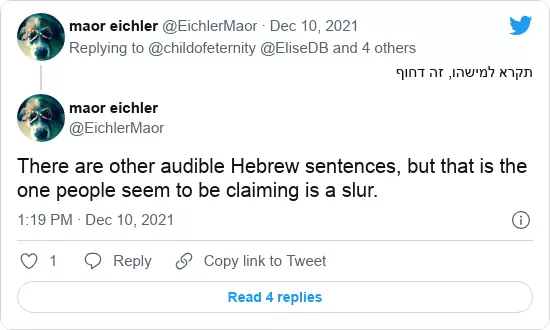 maor eichler @EichlerMaor · Dec 10, 2021
Replying to @childofeternity @EliseDB and 4 others
תקרא למישהו, זה דחוף
maor eichler
@EichlerMaor
There are other audible Hebrew sentences, but that is the
one people seem to be claiming is a slur.
1:19 PM · Dec 10, 2021
1 Reply Copy link to Tweet
Read 4 replies